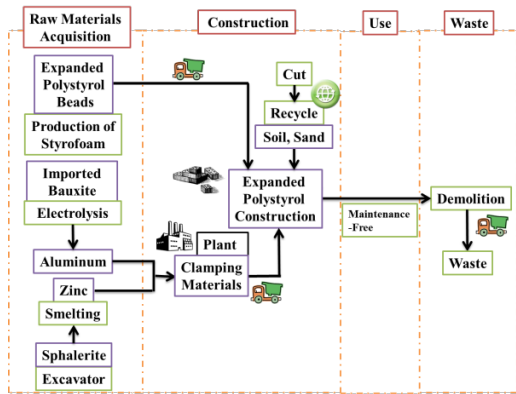 Raw Materials
Acquisition
Construction
Use
Waste
Expanded
Polystyrol
Beads
Production of
Styrofoam
Imported
Bauxite
Electrolysis
Aluminum
Zinc
Smelting
Sphalerite
Excavator
Cut
Recycle
Soil, Sand
Expanded
Polystyrol
Construction
Plant
Clamping
Materials
Maintenance
-Free
Demolition
Waste